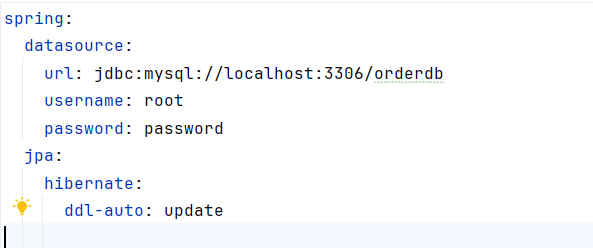 spring:
  datasource:
    url: jdbc:mysql://localhost:3306/orderdb
    username: root
    password: password
  jpa:
    hibernate:
      ddl-auto: update